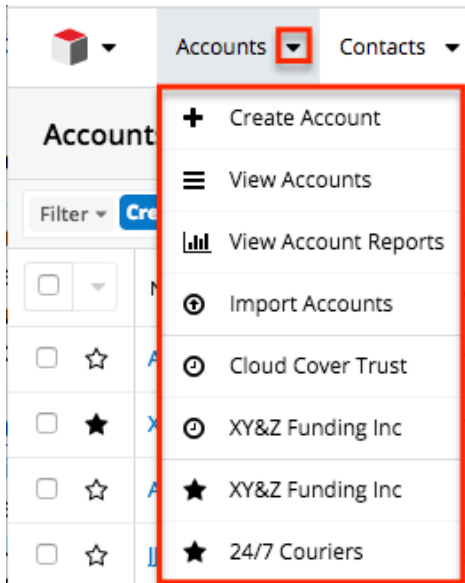 Accounts Contacts
Accounts
Create Account
View Accounts
Filter Cre
View Account Reports
Import Accounts
Cloud Cover Trust
XY&Z Funding Inc
XY&Z Funding Inc
24/7 Couriers